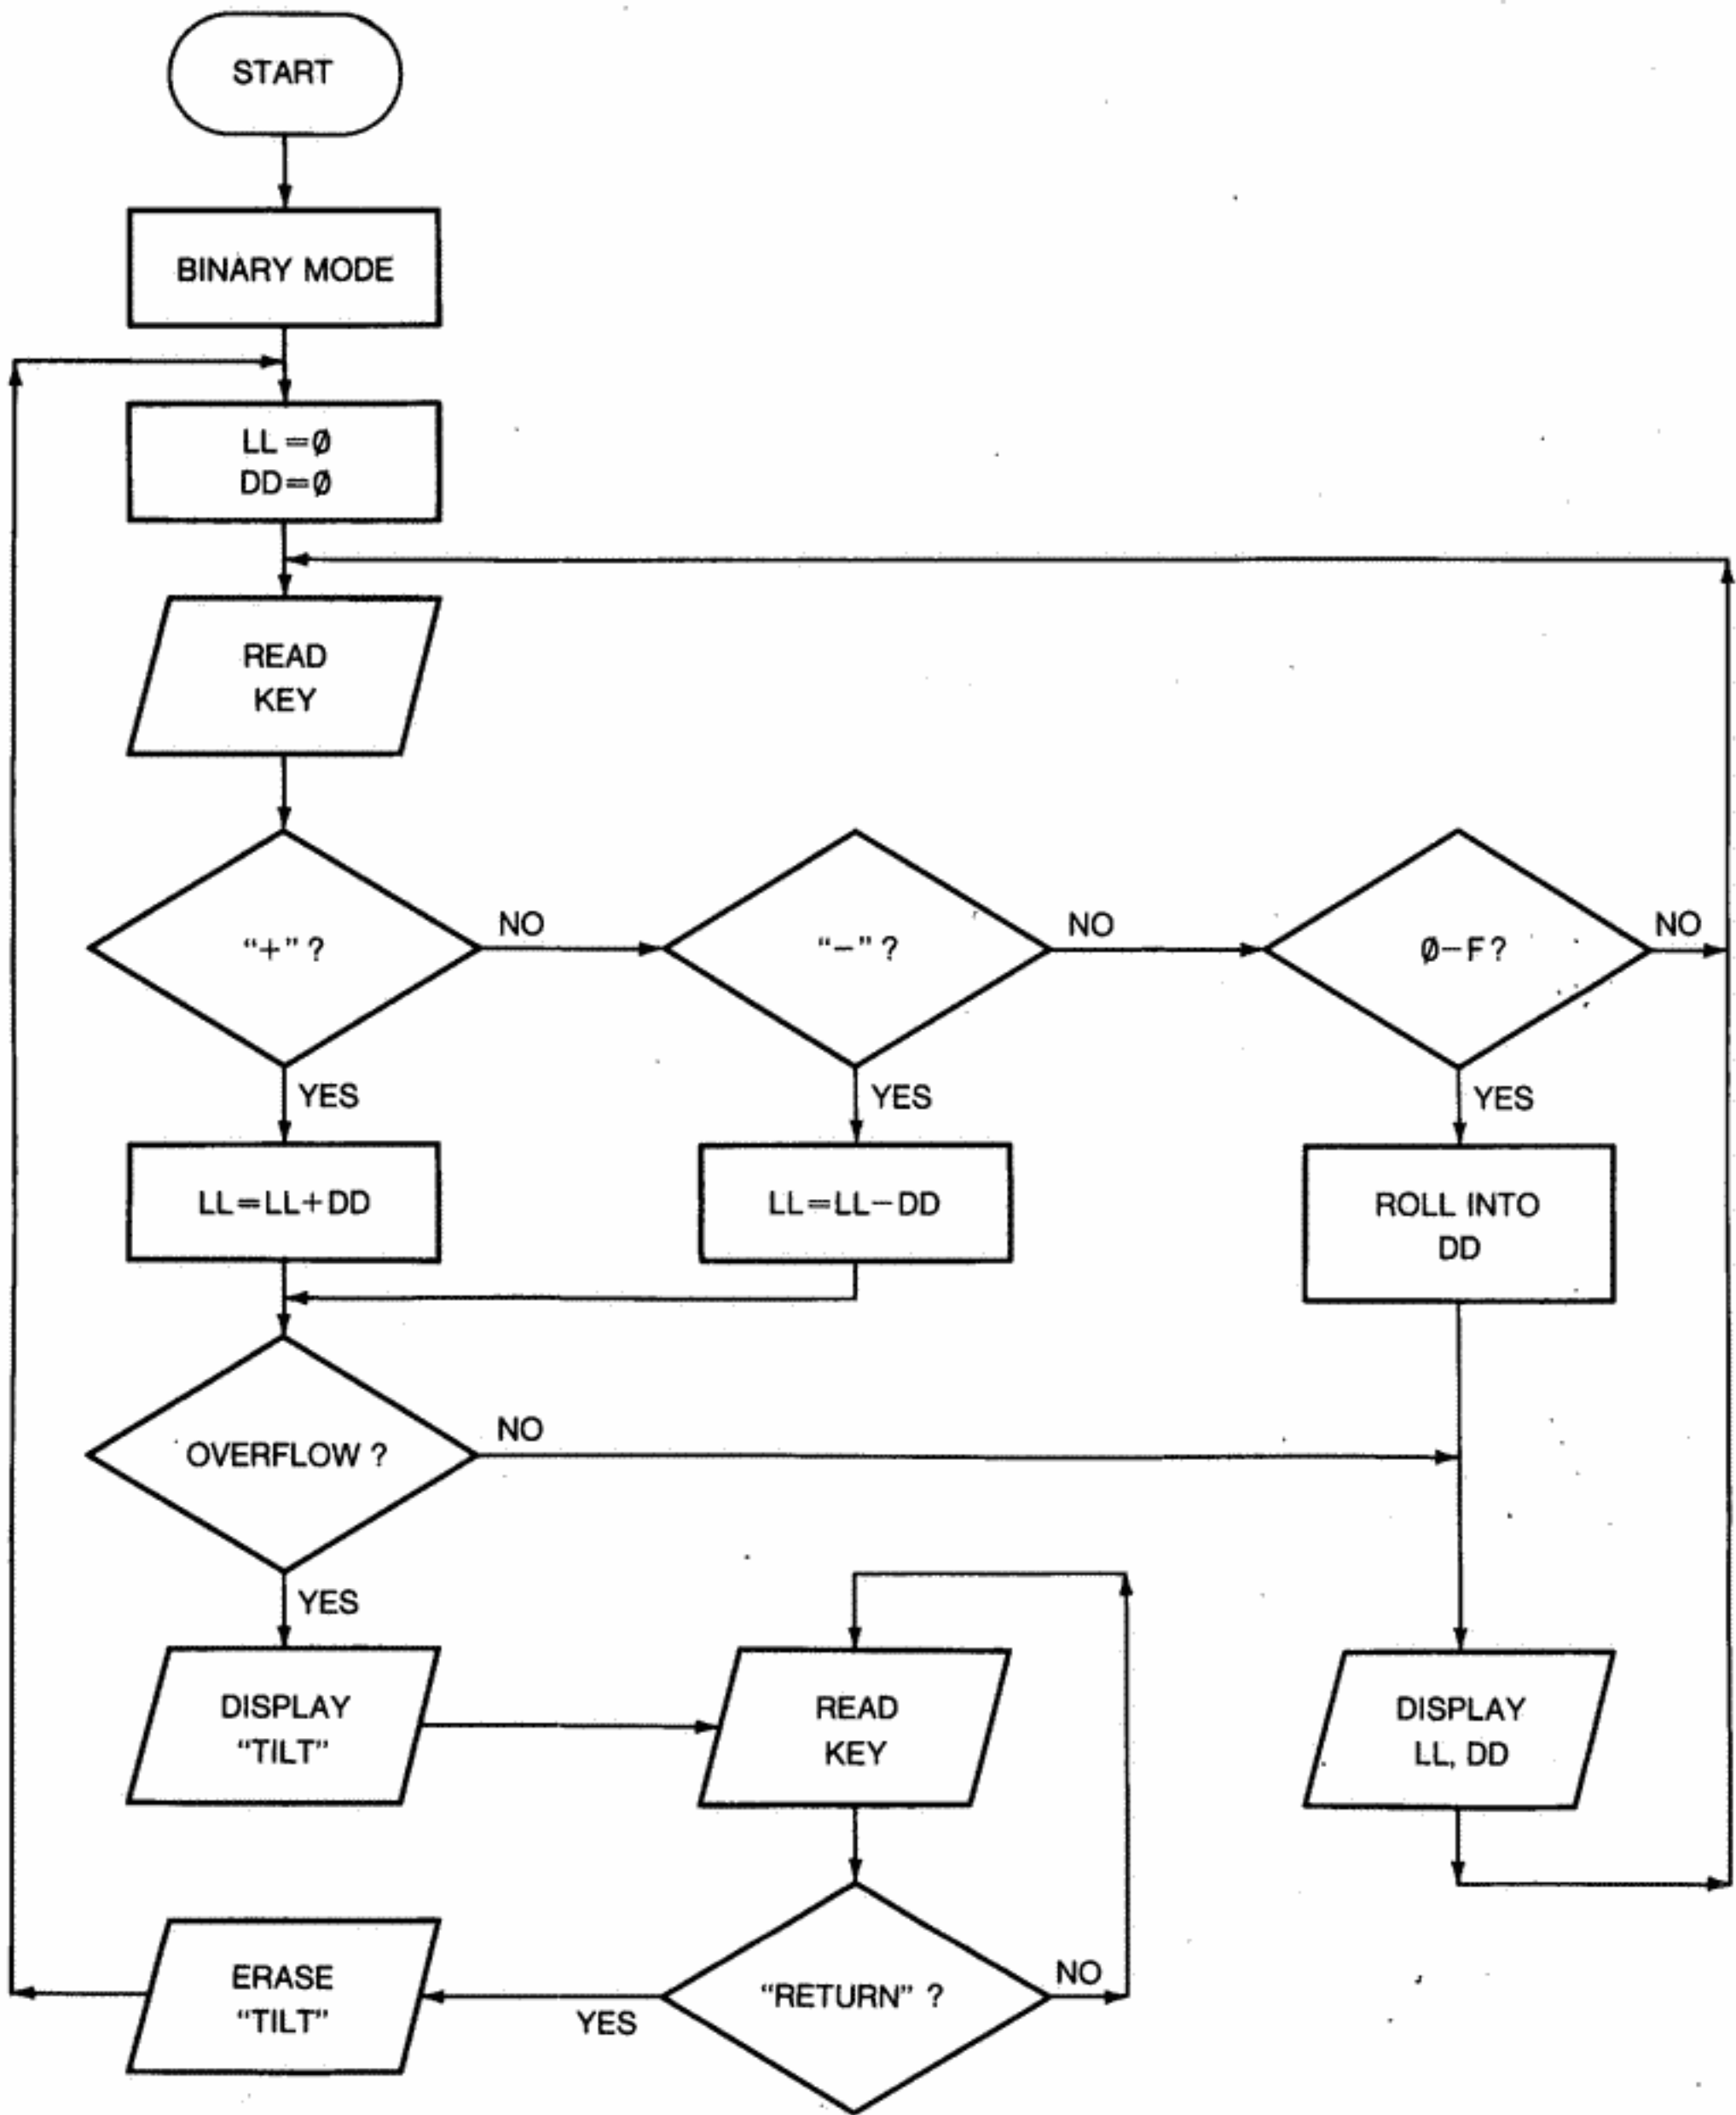 START
BINARY MODE
LL=Ø
DD=Ø
READ
KEY
“+” ?
NO
“−” ?
NO
Ø−F ?
NO
YES
YES
YES
LL=LL+DD
LL=LL−DD
ROLL INTO
DD
OVERFLOW ?
NO
YES
DISPLAY
“TILT”
READ
KEY
DISPLAY
LL, DD
ERASE
“TILT”
YES
“RETURN” ?
NO